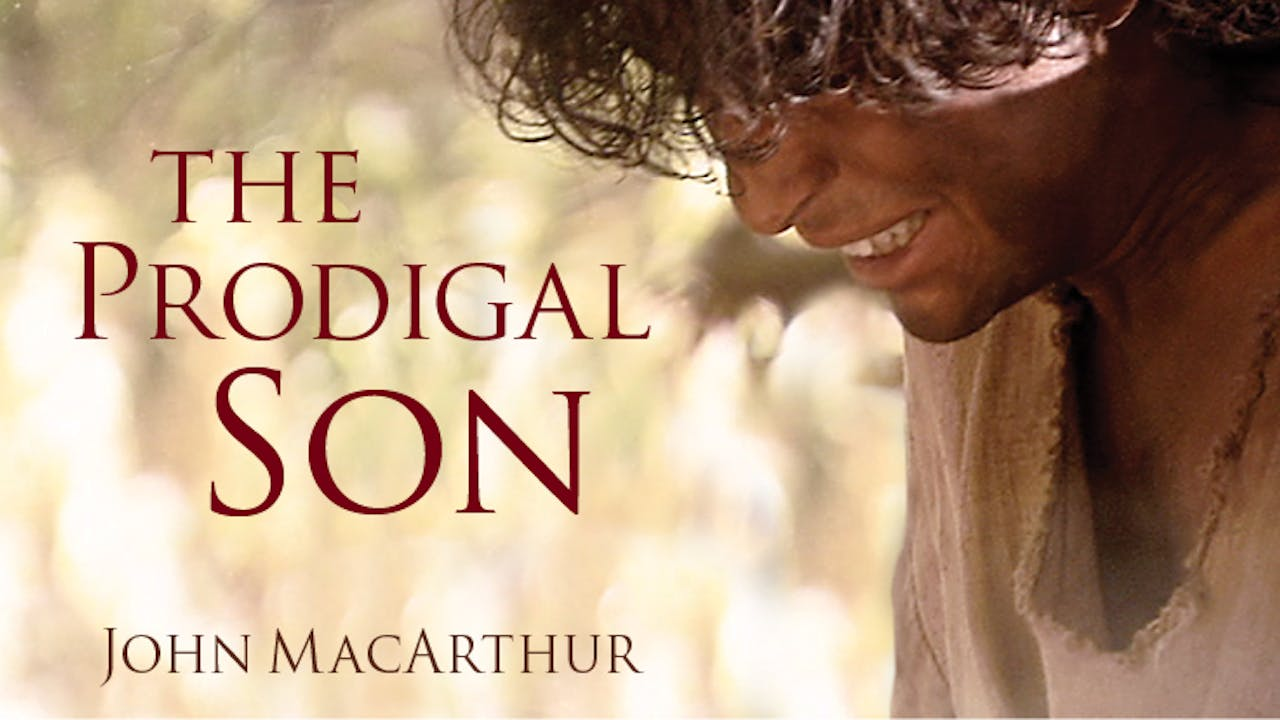 THE
PRODIGAL
SON
JOHN MACARTHUR